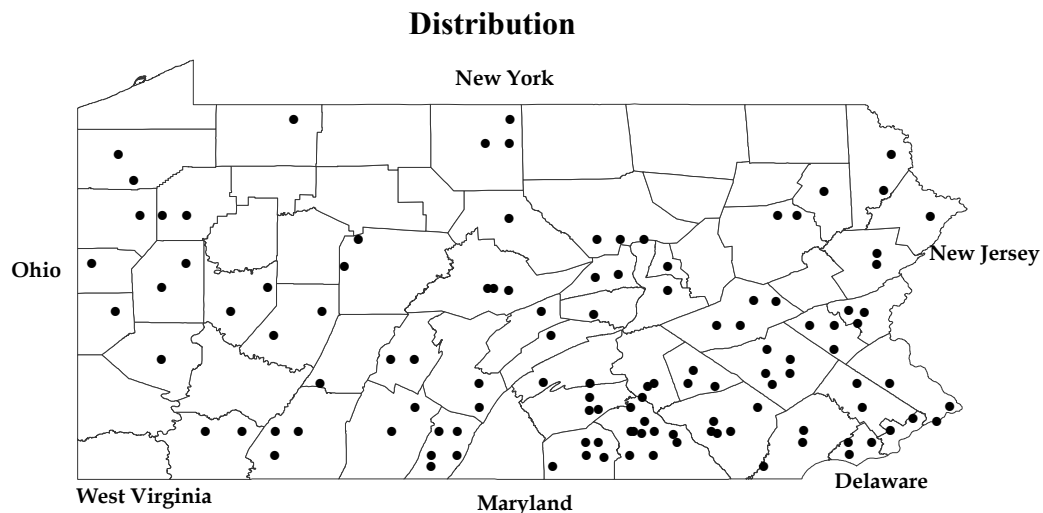 Distribution
New York
Ohio
New Jersey
West Virginia
Maryland
Delaware